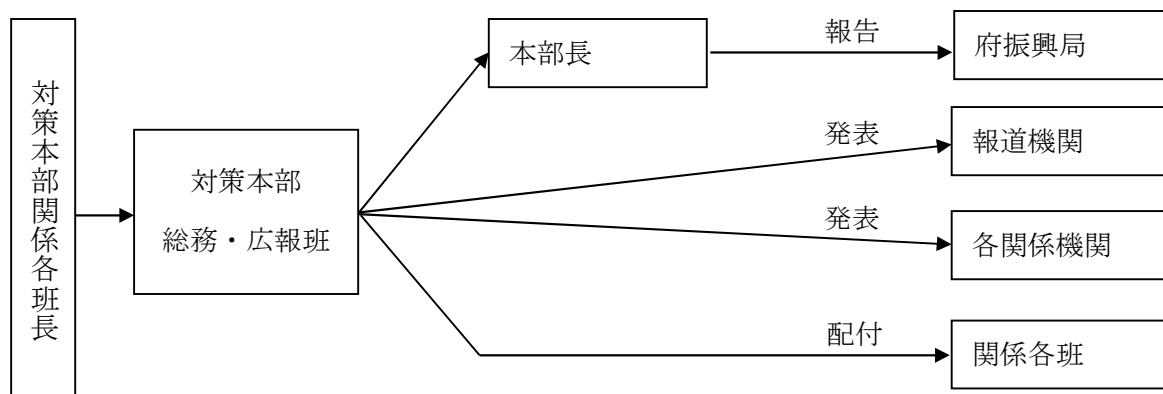 対策本部関係各班長
対策本部
総務・広報班
本部長
報告
府振興局
発表
報道機関
発表
各関係機関
配付
関係各班